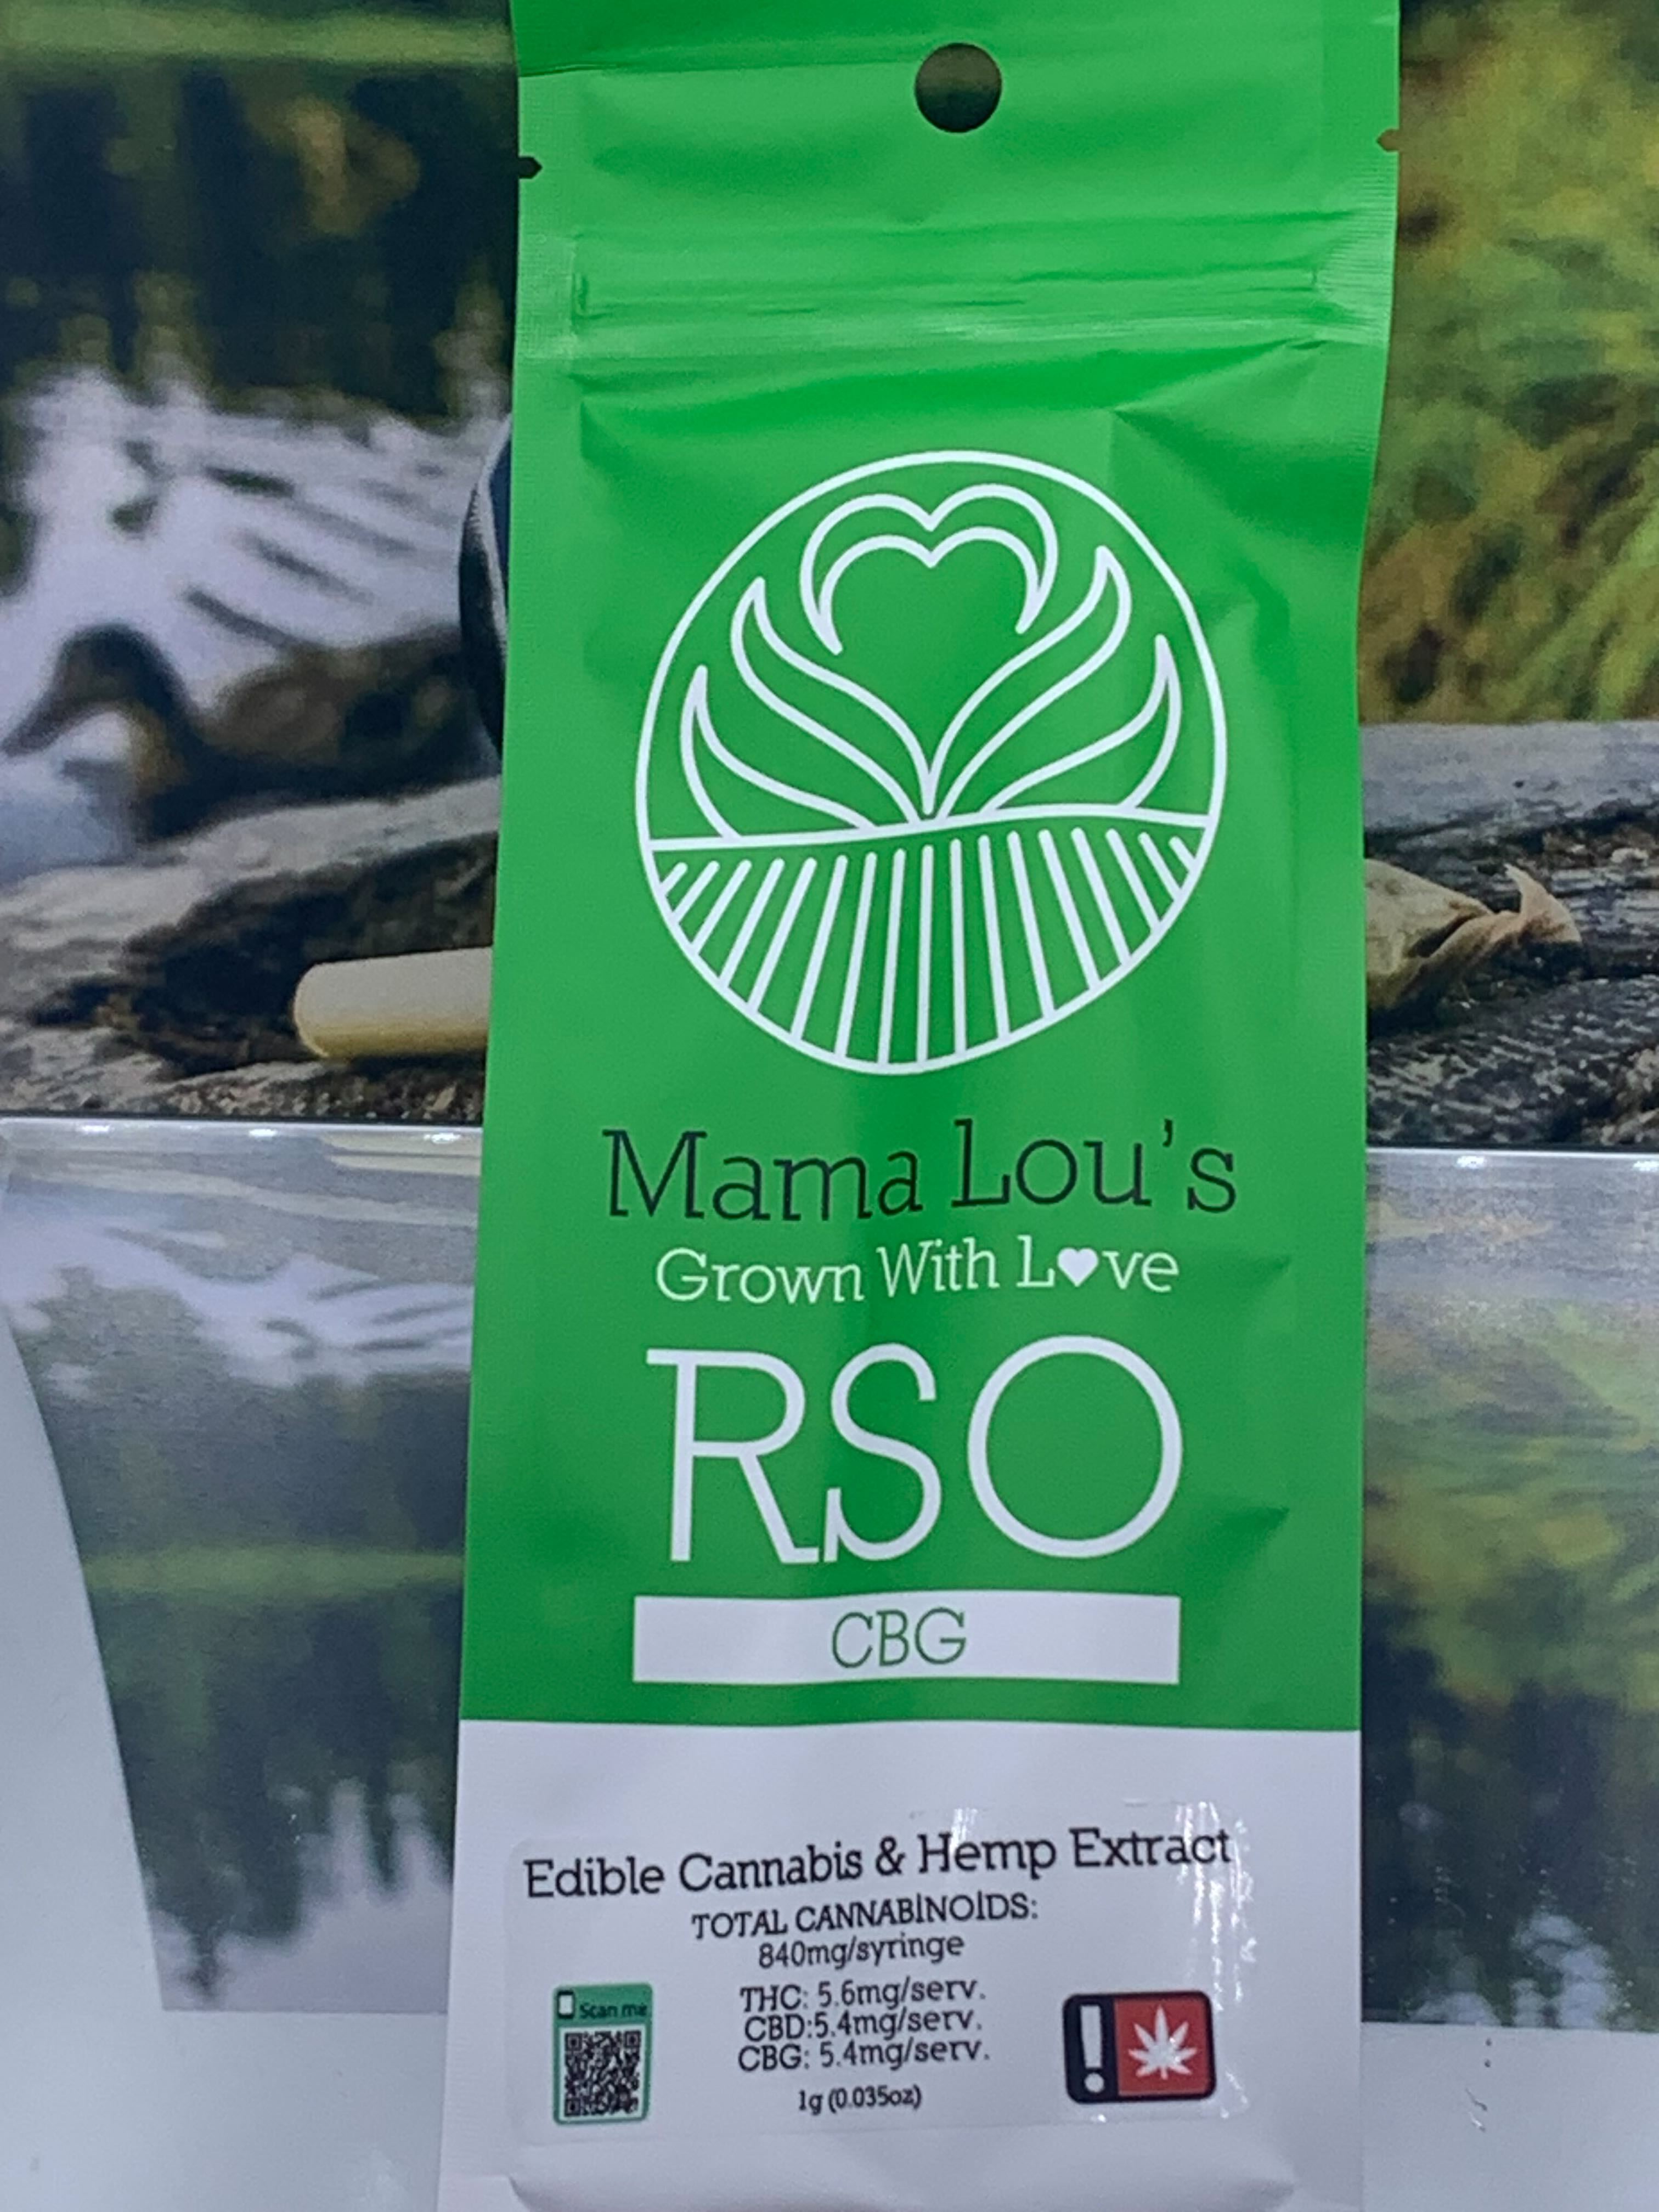 Mama Lou's
Grown With L♥ve
RSO
CBG
Edible Cannabis & Hemp Extract
TOTAL CANNABINOIDS:
840mg/syringe
THC: 5.6mg/serv.
CBD:5.4mg/serv.
CBG: 5.4mg/serv.
1g (0.035oz)
Scan me
!